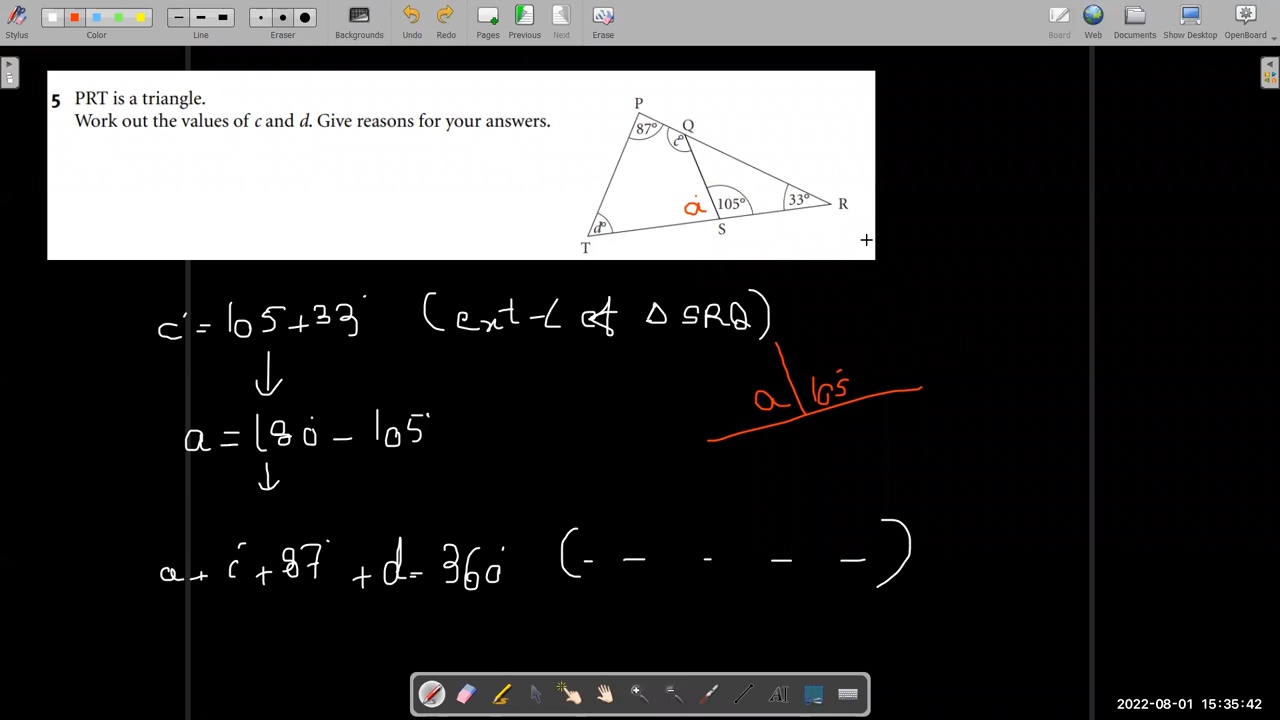 Color Line Eraser Backgrounds Undo Redo Pages Previous Next Erase
Stylus Board Web Documents Show Desktop OpenBoard
5 PRT is a triangle.
Work out the values of c and d. Give reasons for your answers.
P
87°
Q
c°
a
105°
33°
R
S
d°
T
c° = 105 + 33° (ext-∠ of Δ SRQ)
a 105°
a = 180° - 105°
a + c° + 87° + d = 360° (- - - - -)
2022-08-01 15:35:42